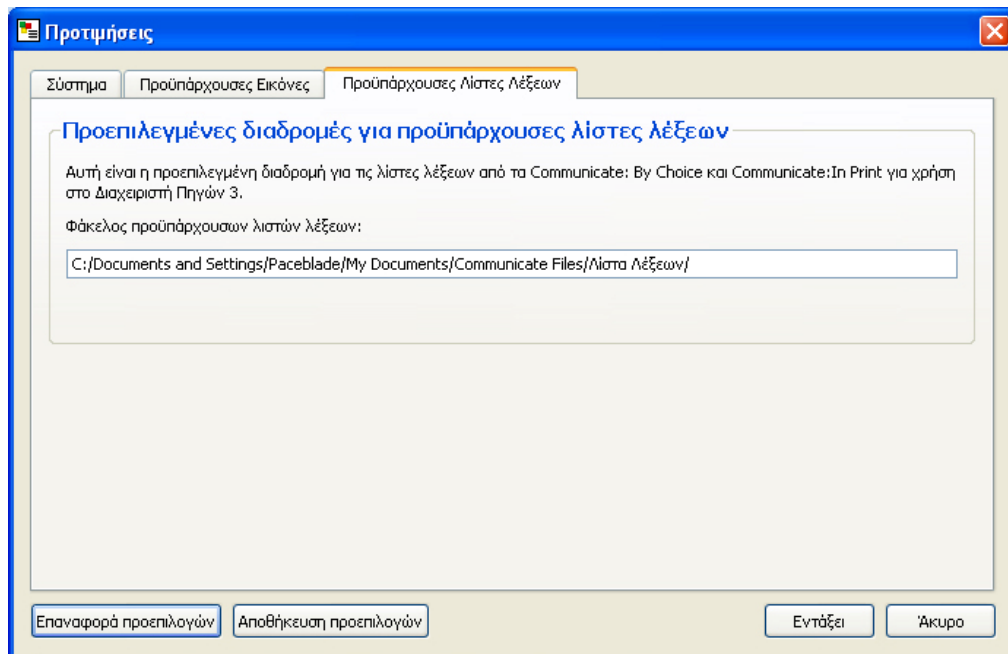 Προτιμήσεις
Σύστημα
Προϋπάρχουσες Εικόνες
Προϋπάρχουσες Λίστες Λέξεων
Προεπιλεγμένες διαδρομές για προϋπάρχουσες λίστες λέξεων
Αυτή είναι η προεπιλεγμένη διαδρομή για τις λίστες λέξεων από τα Communicate: By Choice και Communicate:In Print για χρήση
στο Διαχειριστή Πηγών 3.
Φάκελος προϋπάρχουσων λιστών λέξεων:
C:/Documents and Settings/Paceblade/My Documents/Communicate Files/Λίστα Λέξεων/
Επαναφορά προεπιλογών
Αποθήκευση προεπιλογών
Εντάξει
Άκυρο